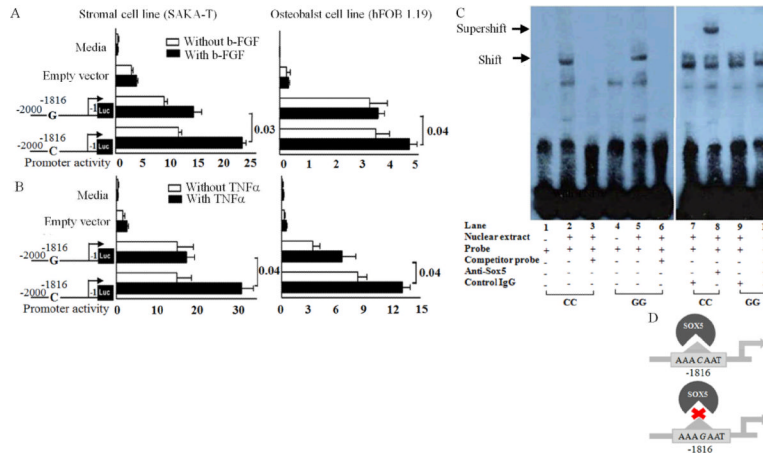 A Stromal cell line (SAKA-T) Osteobalst cell line (hFOB 1.19)
Without b-FGF
With b-FGF
Media
Empty vector
-2000 -1816 G -1 Luc
-2000 -1816 C -1 Luc
0.03
0.04
Promoter activity 0 5 10 15 20 25 0 1 2 3 4 5
B
Without TNFα
With TNFα
Media
Empty vector
-2000 -1816 G -1 Luc
-2000 -1816 C -1 Luc
0.04
0.04
Promoter activity 0 10 20 30 0 3 6 9 12 15
C
Supershift
Shift
Lane 1 2 3 4 5 6 7 8 9
Nuclear extract - + + - + + + + +
Probe + + + + + + + + +
Competitor probe - - + - - + - - -
Anti-Sox5 - - - - - - - + -
Control IgG - - - - - - + - +
CC GG CC GG
D
SOX5
AAACAAT
-1816
SOX5
AAAGAAT
-1816